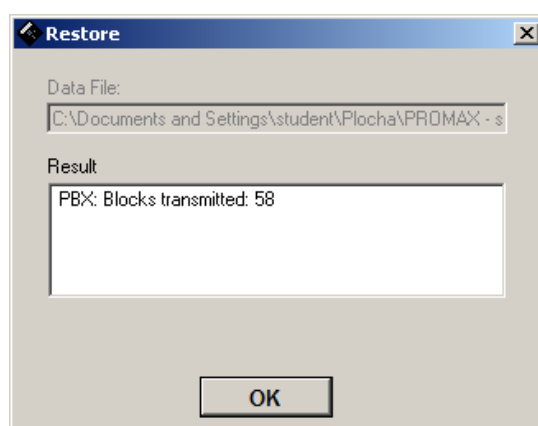 Restore
Data File:
C:\Documents and Settings\student\Plocha\PROMAX - s
Result
PBX: Blocks transmitted: 58
OK